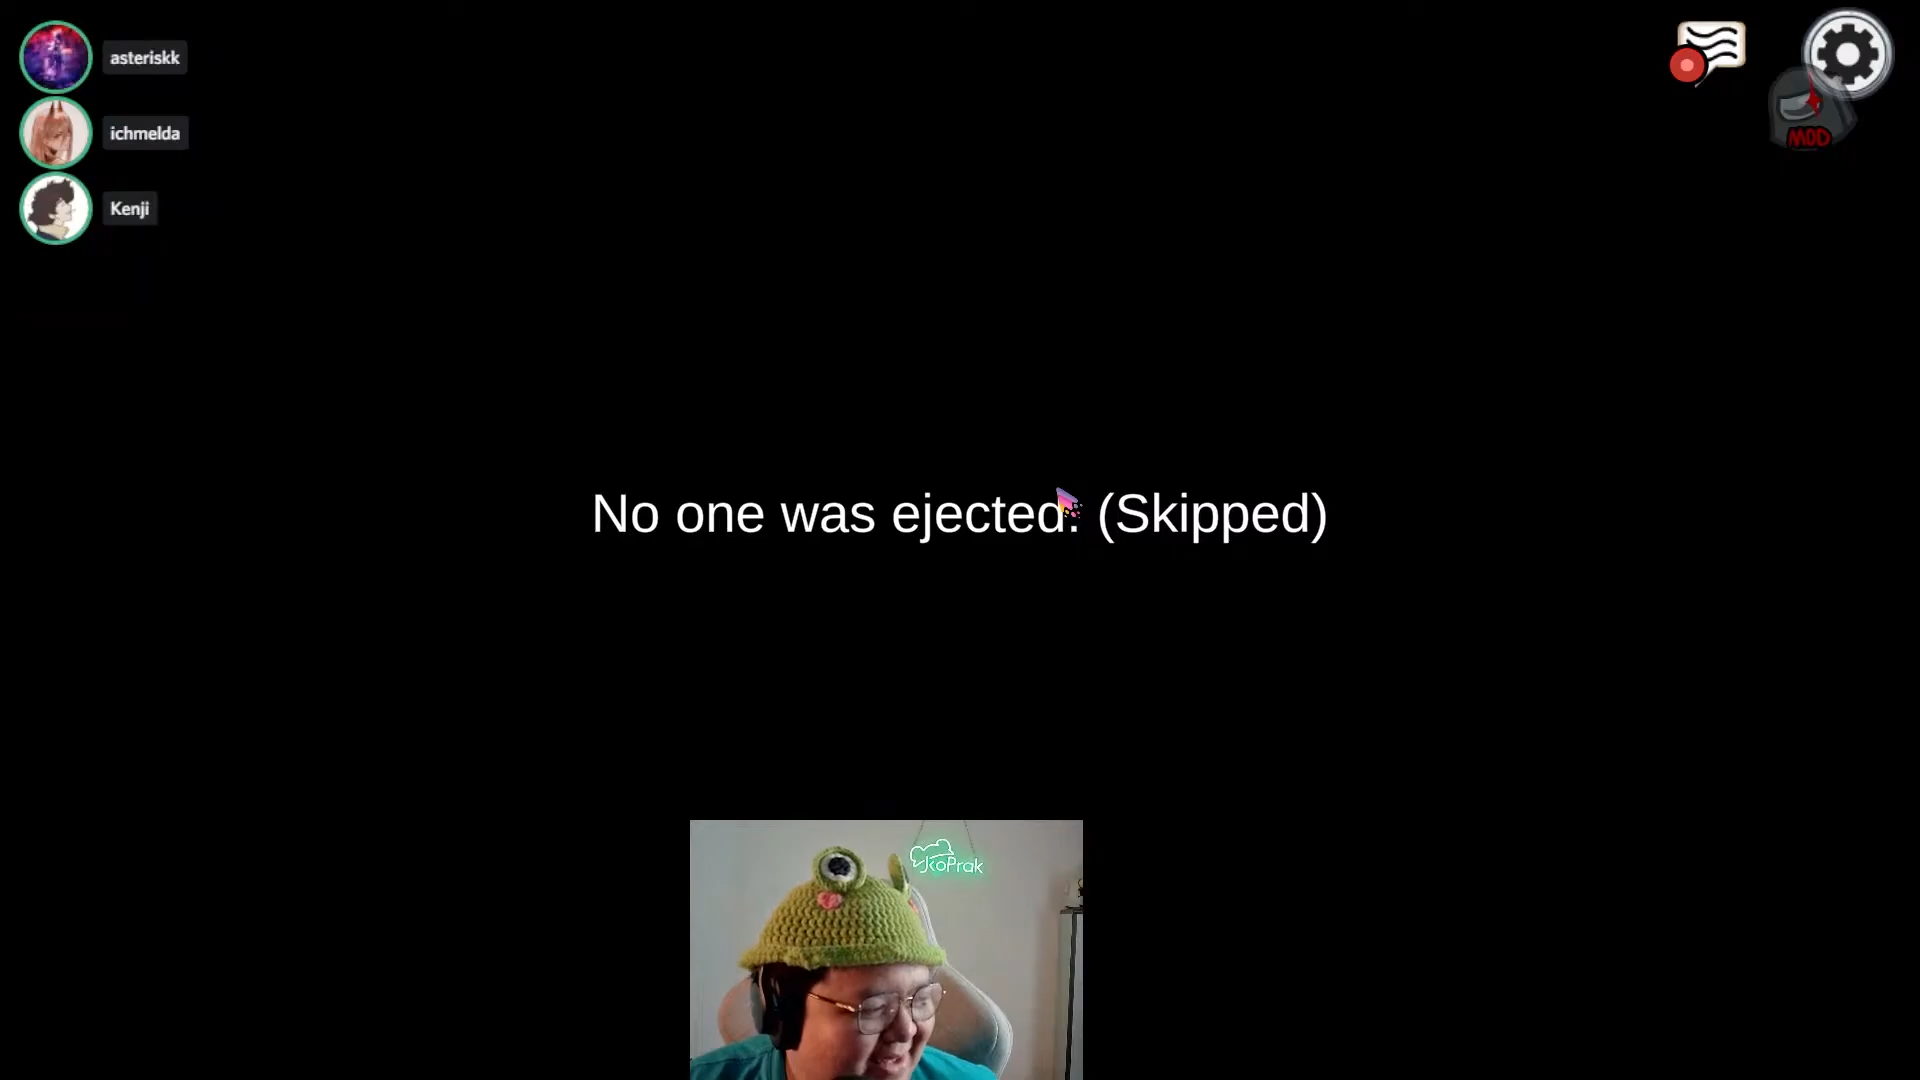 asteriskk
ichmelda
Kenji
MOD
No one was ejected. (Skipped)
KoPrak